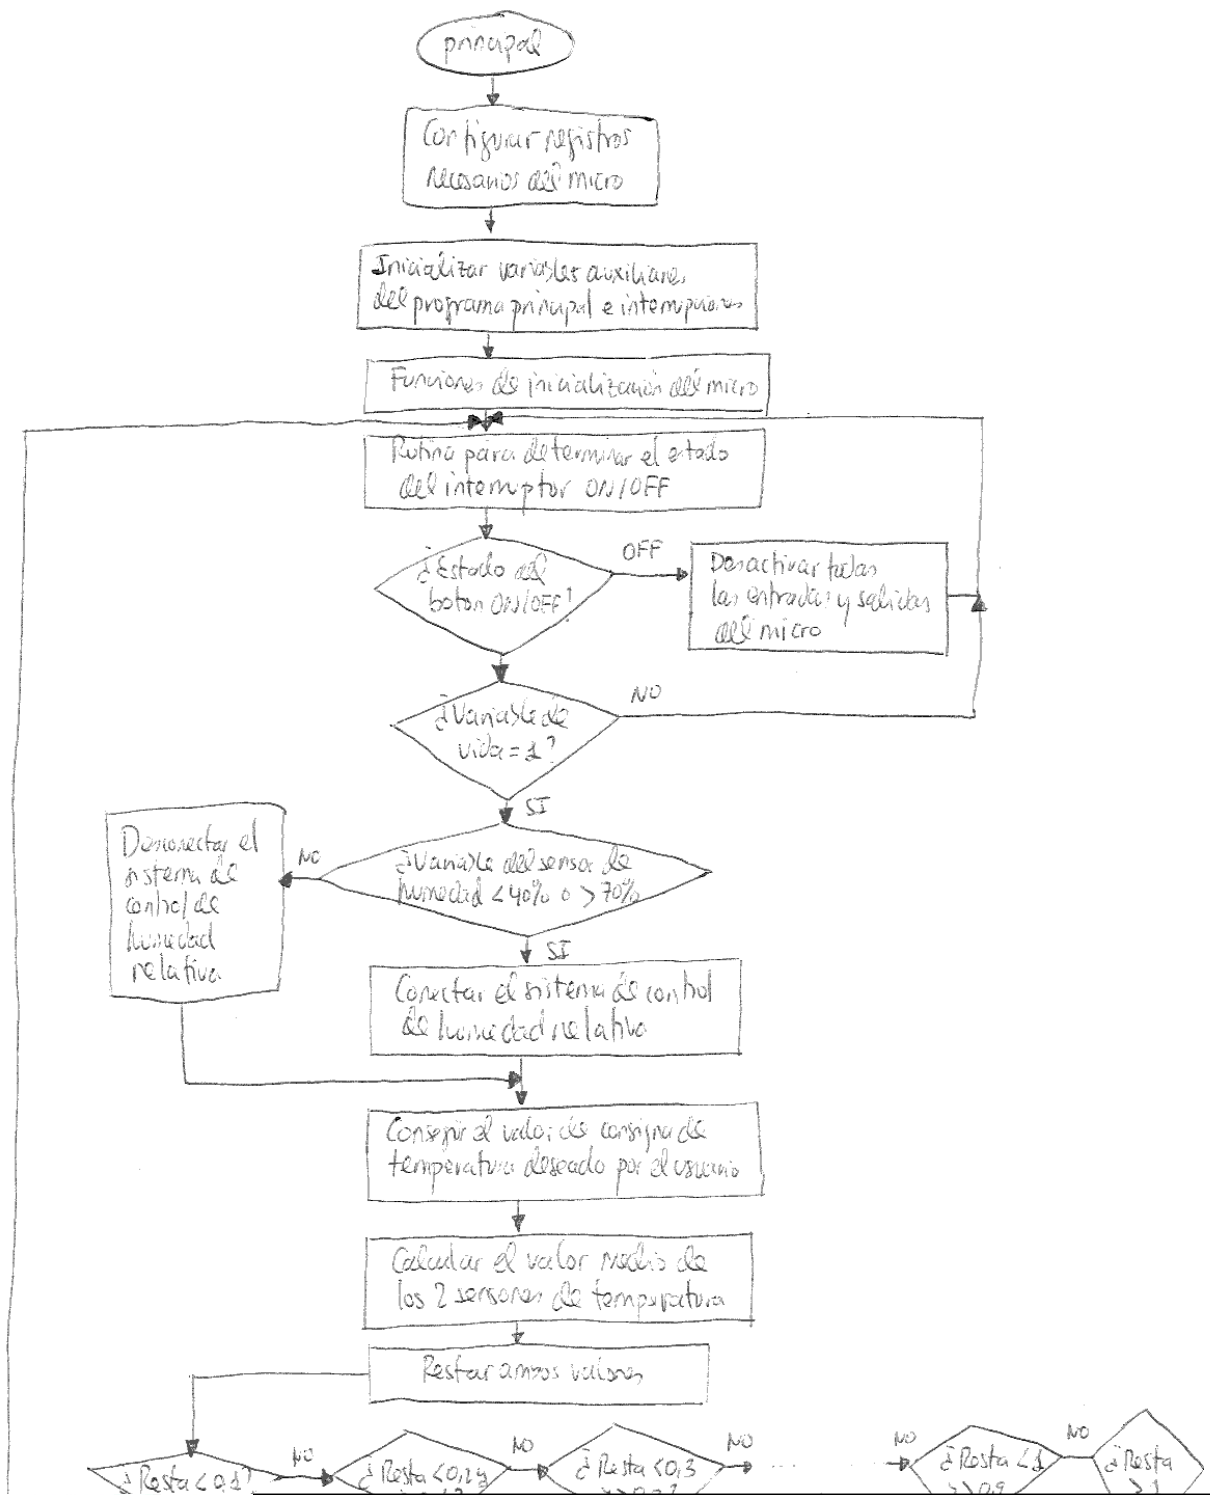 principal
Configurar registros
necesarios del micro
Inicializar variables auxiliares
del programa principal e interrupciones
Funciones de inicialización del micro
Rutina para determinar el estado
del interruptor ON/OFF
¿Estado del
boton ON/OFF?
OFF
Desactivar todas
las entradas y salidas
del micro
¿Variable de
vida = 1?
NO
SI
¿Variable del sensor de
humedad < 40% o > 70%
NO
Desconectar el
sistema de
control de
humedad
relativa
SI
Conectar el sistema de control
de humedad relativa
Conseguir el valor de consigna de
temperatura deseado por el usuario
Calcular el valor medio de
los 2 sensores de temperatura
Restar ambos valores
¿Resta < 0,1?
NO
¿Resta < 0,2 y
NO
¿Resta < 0,3
NO
NO
¿Resta < 1
NO
¿Resta